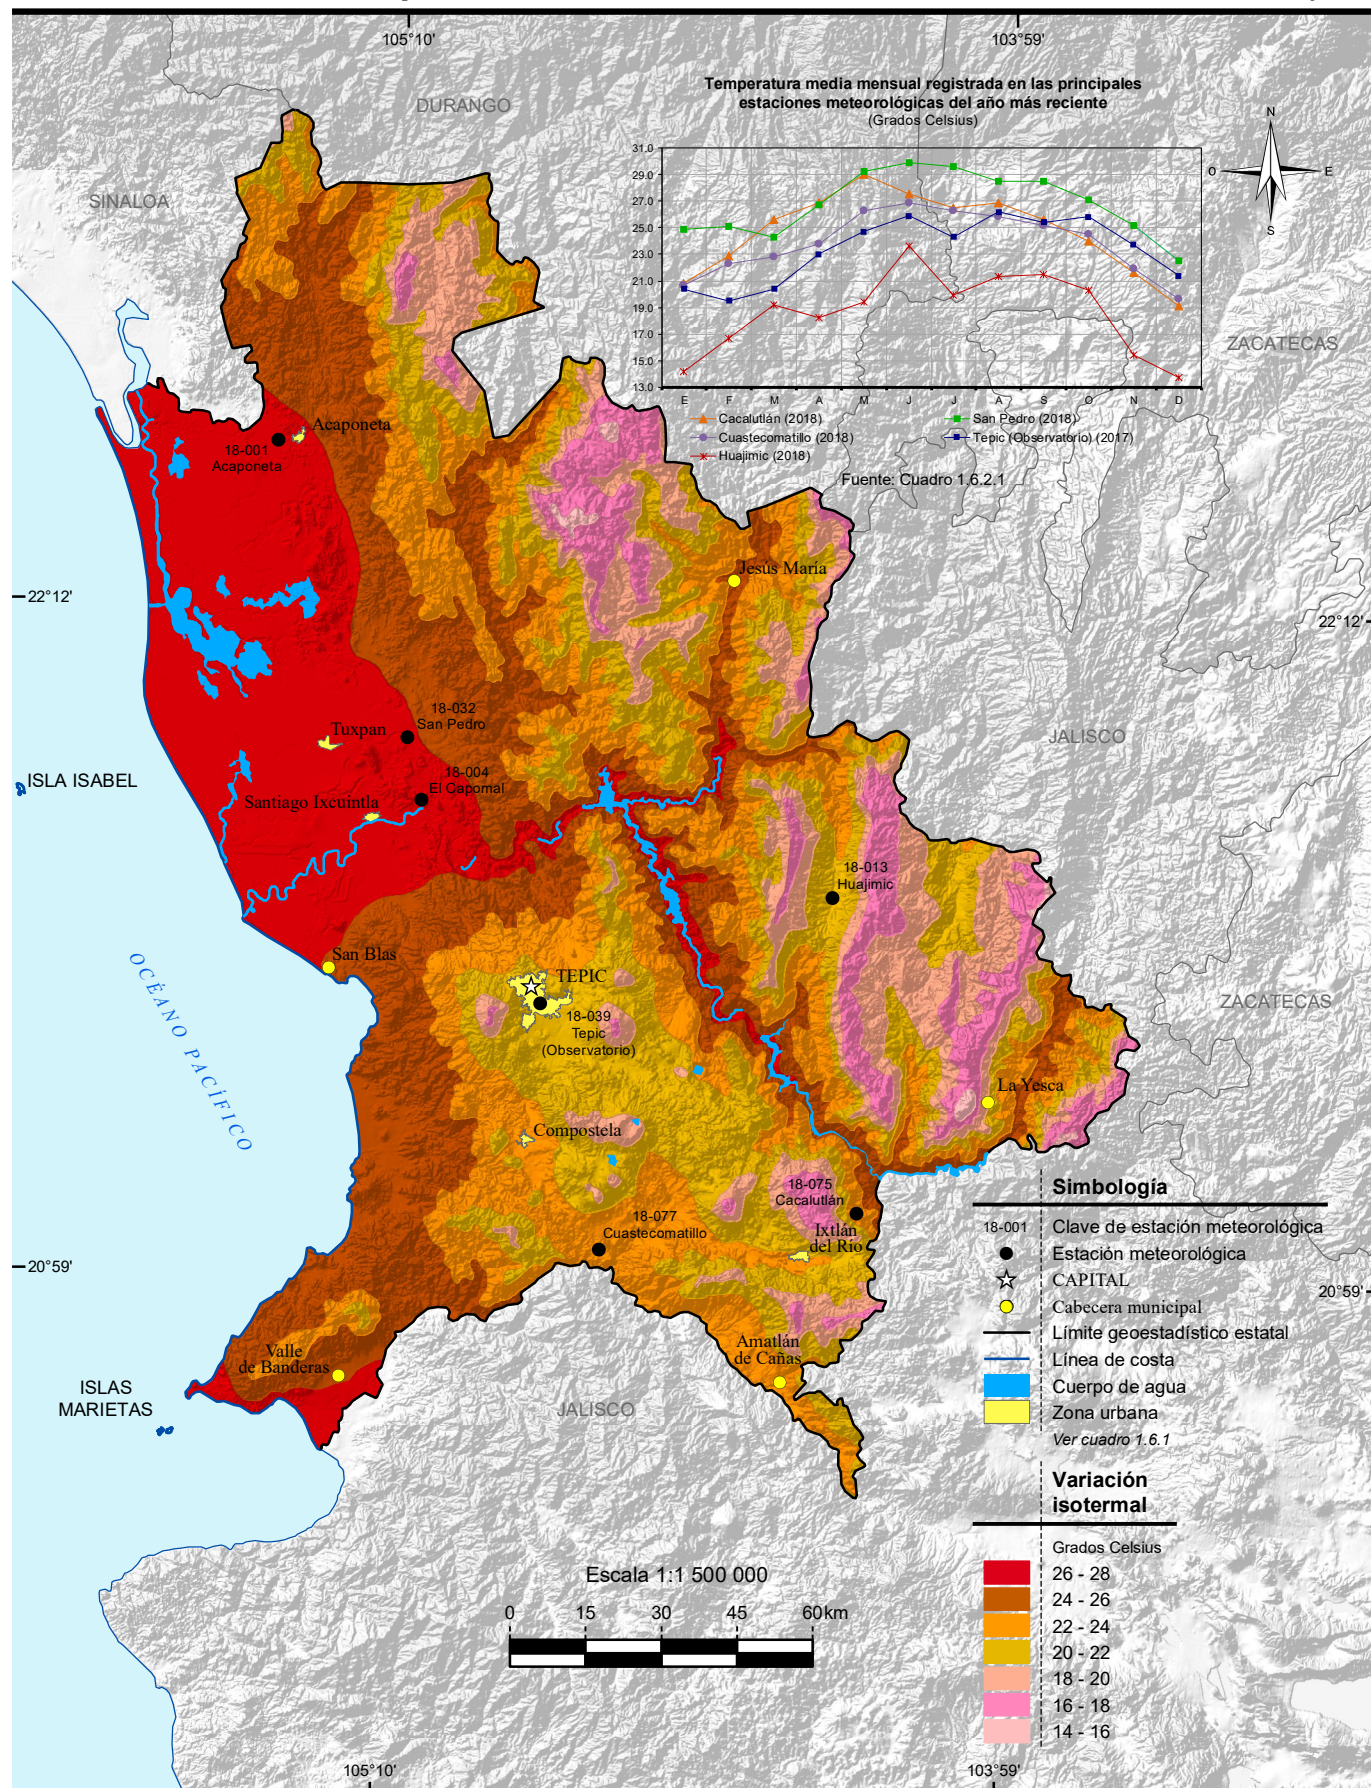 105°10'
103°59'
Temperatura media mensual registrada en las principales
estaciones meteorológicas del año más reciente
(Grados Celsius)
DURANGO
SINALOA
N
O
E
S
31.0
29.0
27.0
25.0
23.0
21.0
19.0
17.0
15.0
13.0
E F M A M J J A S O N D
Cacalutlán (2018)
San Pedro (2018)
Cuastecomatillo (2018)
Tepic (Observatorio) (2017)
Huajimic (2018)
Fuente: Cuadro 1.6.2.1
ZACATECAS
Acaponeta
18-001
Acaponeta
Jesús María
22°12'
22°12'
18-032
San Pedro
Tuxpan
JALISCO
18-004
El Capomal
ISLA ISABEL
Santiago Ixcuintla
18-013
Huajimic
San Blas
OCÉANO PACÍFICO
TEPIC
18-039
Tepic
(Observatorio)
ZACATECAS
La Yesca
Compostela
18-075
Cacalutlán
18-077
Cuastecomatillo
Ixtlán
del Río
20°59'
20°59'
Amatlán
de Cañas
Valle
de Banderas
ISLAS
MARIETAS
JALISCO
Simbología
18-001 Clave de estación meteorológica
Estación meteorológica
CAPITAL
Cabecera municipal
Límite geoestadístico estatal
Línea de costa
Cuerpo de agua
Zona urbana
Ver cuadro 1.6.1
Variación
isotermal
Grados Celsius
26 - 28
24 - 26
22 - 24
20 - 22
18 - 20
16 - 18
14 - 16
Escala 1:1 500 000
0 15 30 45 60 km
105°10'
103°59'